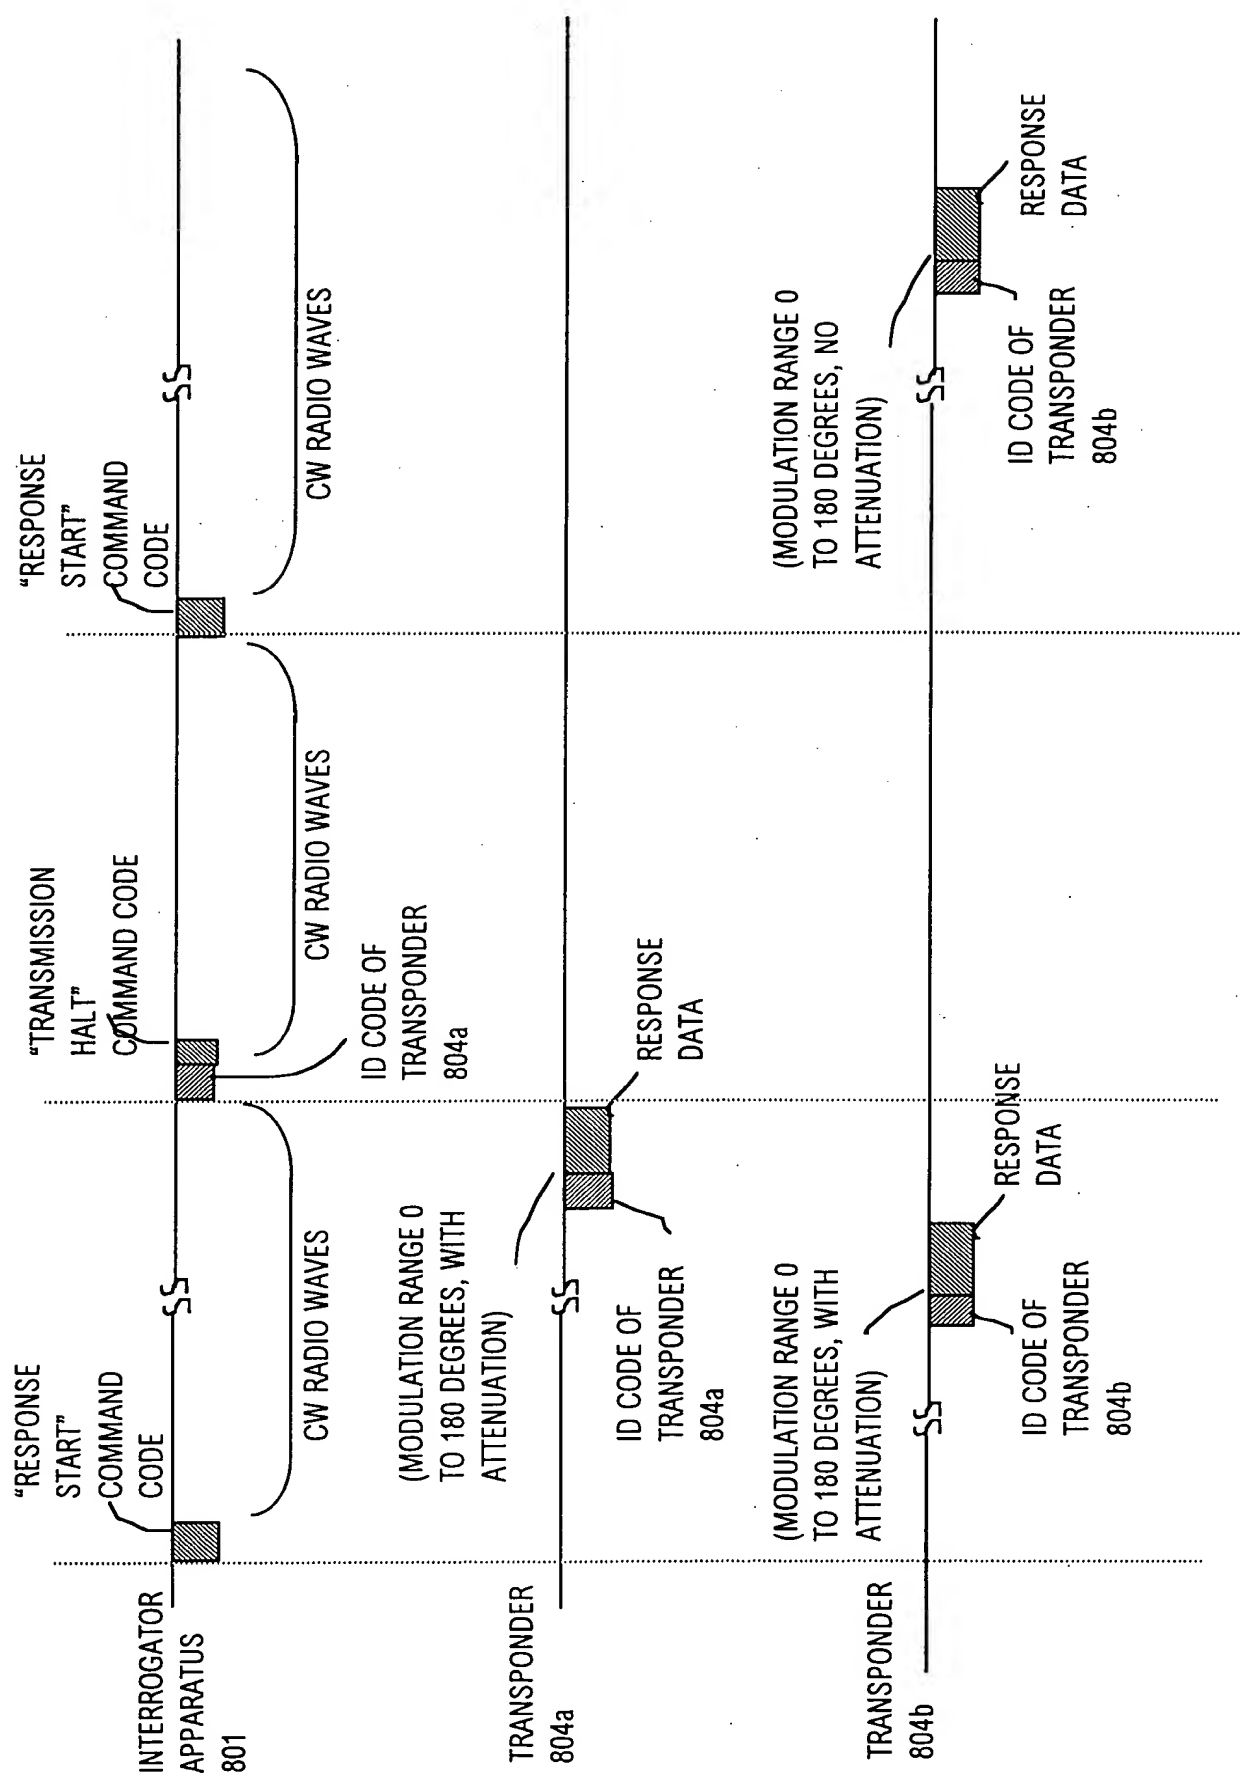 INTERROGATOR
APPARATUS
801
"RESPONSE
START"
COMMAND
CODE
CW RADIO WAVES
"TRANSMISSION
HALT"
COMMAND CODE
ID CODE OF
TRANSPONDER
804a
CW RADIO WAVES
"RESPONSE
START"
COMMAND
CODE
CW RADIO WAVES
TRANSPONDER
804a
(MODULATION RANGE 0
TO 180 DEGREES, WITH
ATTENUATION)
ID CODE OF
TRANSPONDER
804a
RESPONSE
DATA
TRANSPONDER
804b
(MODULATION RANGE 0
TO 180 DEGREES, WITH
ATTENUATION)
ID CODE OF
TRANSPONDER
804b
RESPONSE
DATA
(MODULATION RANGE 0
TO 180 DEGREES, NO
ATTENUATION)
ID CODE OF
TRANSPONDER
804b
RESPONSE
DATA